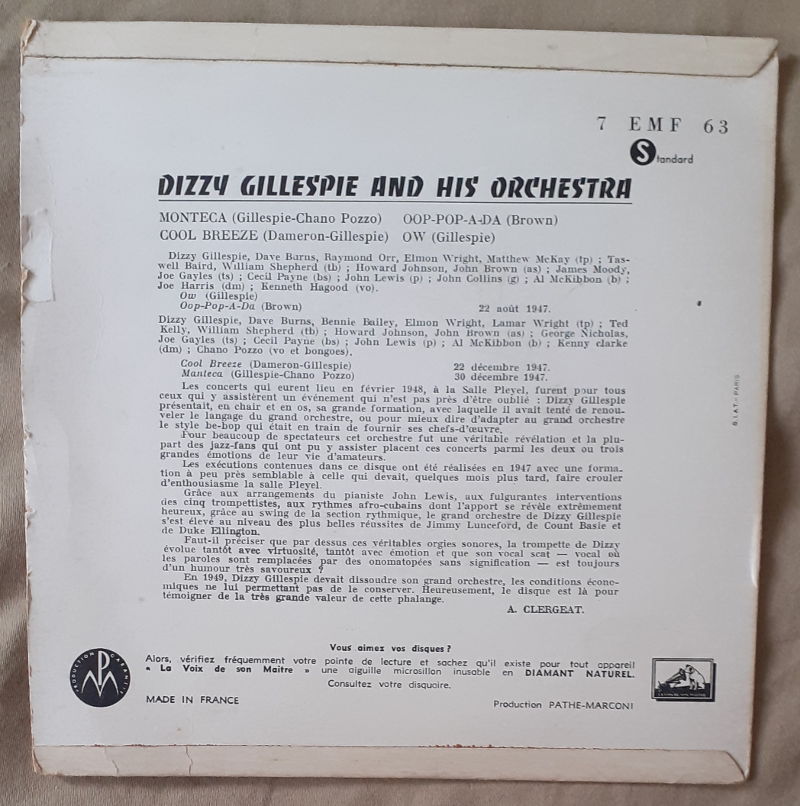 7 EMF 63
Standard
DIZZY GILLESPIE AND HIS ORCHESTRA
MONTECA (Gillespie-Chano Pozzo) OOP-POP-A-DA (Brown)
COOL BREEZE (Dameron-Gillespie) OW (Gillespie)
Dizzy Gillespie, Dave Burns, Raymond Orr, Elmon Wright, Matthew McKay (tp) ; Tas-
well Baird, William Shepherd (tb) ; Howard Johnson, John Brown (as) ; James Moody,
Joe Gayles (ts) ; Cecil Payne (bs) ; John Lewis (p) ; John Collins (g) ; Al McKibbon (b) ;
Joe Harris (dm) ; Kenneth Hagood (vo).
Ow (Gillespie)
Oop-Pop-A-Da (Brown) 22 août 1947.
Dizzy Gillespie, Dave Burns, Bennie Bailey, Elmon Wright, Lamar Wright (tp) ; Ted
Kelly, William Shepherd (tb) ; Howard Johnson, John Brown (as) ; George Nicholas,
Joe Gayles (ts) ; Cecil Payne (bs) ; John Lewis (p) ; Al McKibbon (b) ; Kenny clarke
(dm) ; Chano Pozzo (vo et bongoes).
Cool Breeze (Dameron-Gillespie) 22 décembre 1947.
Manteca (Gillespie-Chano Pozzo) 30 décembre 1947.
Les concerts qui eurent lieu en février 1948, à la Salle Pleyel, furent pour tous
ceux qui y assistèrent un événement qui n'est pas près d'être oublié : Dizzy Gillespie
présentait, en chair et en os, sa grande formation, avec laquelle il avait tenté de renou-
veler le langage du grand orchestre, ou pour mieux dire d'adapter au grand orchestre
le style be-bop qui était en train de fournir ses chefs-d'œuvre.
Pour beaucoup de spectateurs cet orchestre fut une véritable révélation et la plu-
part des jazz-fans qui ont pu y assister placent ces concerts parmi les deux ou trois
grandes émotions de leur vie d'amateurs.
Les exécutions contenues dans ce disque ont été réalisées en 1947 avec une forma-
tion à peu près semblable à celle qui devait, quelques mois plus tard, faire crouler
d'enthousiasme la salle Pleyel.
Grâce aux arrangements du pianiste John Lewis, aux fulgurantes interventions
des cinq trompettistes, aux rythmes afro-cubains dont l'apport se révèle extrêmement
heureux, grâce au swing de la section rythmique, le grand orchestre de Dizzy Gillespie
s'est élevé au niveau des plus belles réussites de Jimmy Lunceford, de Count Basie et
de Duke Ellington.
Faut-il préciser que par dessus ces véritables orgies sonores, la trompette de Dizzy
évolue tantôt avec virtuosité, tantôt avec émotion et que son vocal scat — vocal où
les paroles sont remplacées par des onomatopées sans signification — est toujours
d'un humour très savoureux ?
En 1949, Dizzy Gillespie devait dissoudre son grand orchestre, les conditions écono-
miques ne lui permettant pas de le conserver. Heureusement, le disque est là pour
témoigner de la très grande valeur de cette phalange.
A. CLERGEAT.
Vous aimez vos disques ?
Alors, vérifiez fréquemment votre pointe de lecture et sachez qu'il existe pour tout appareil
« La Voix de son Maître » une aiguille microsillon inusable en DIAMANT NATUREL.
Consultez votre disquaire.
MADE IN FRANCE
Production PATHE-MARCONI